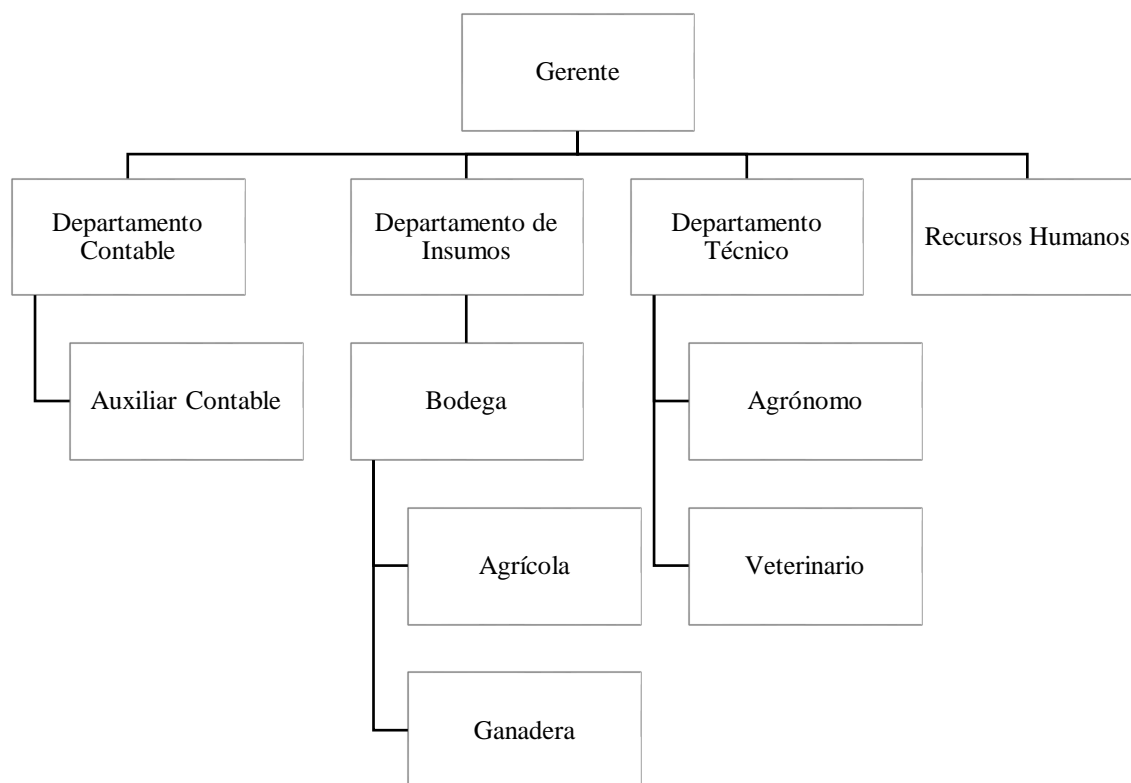 Gerente
Departamento
Contable
Departamento de
Insumos
Departamento
Técnico
Recursos Humanos
Auxiliar Contable
Bodega
Agrónomo
Agrícola
Veterinario
Ganadera